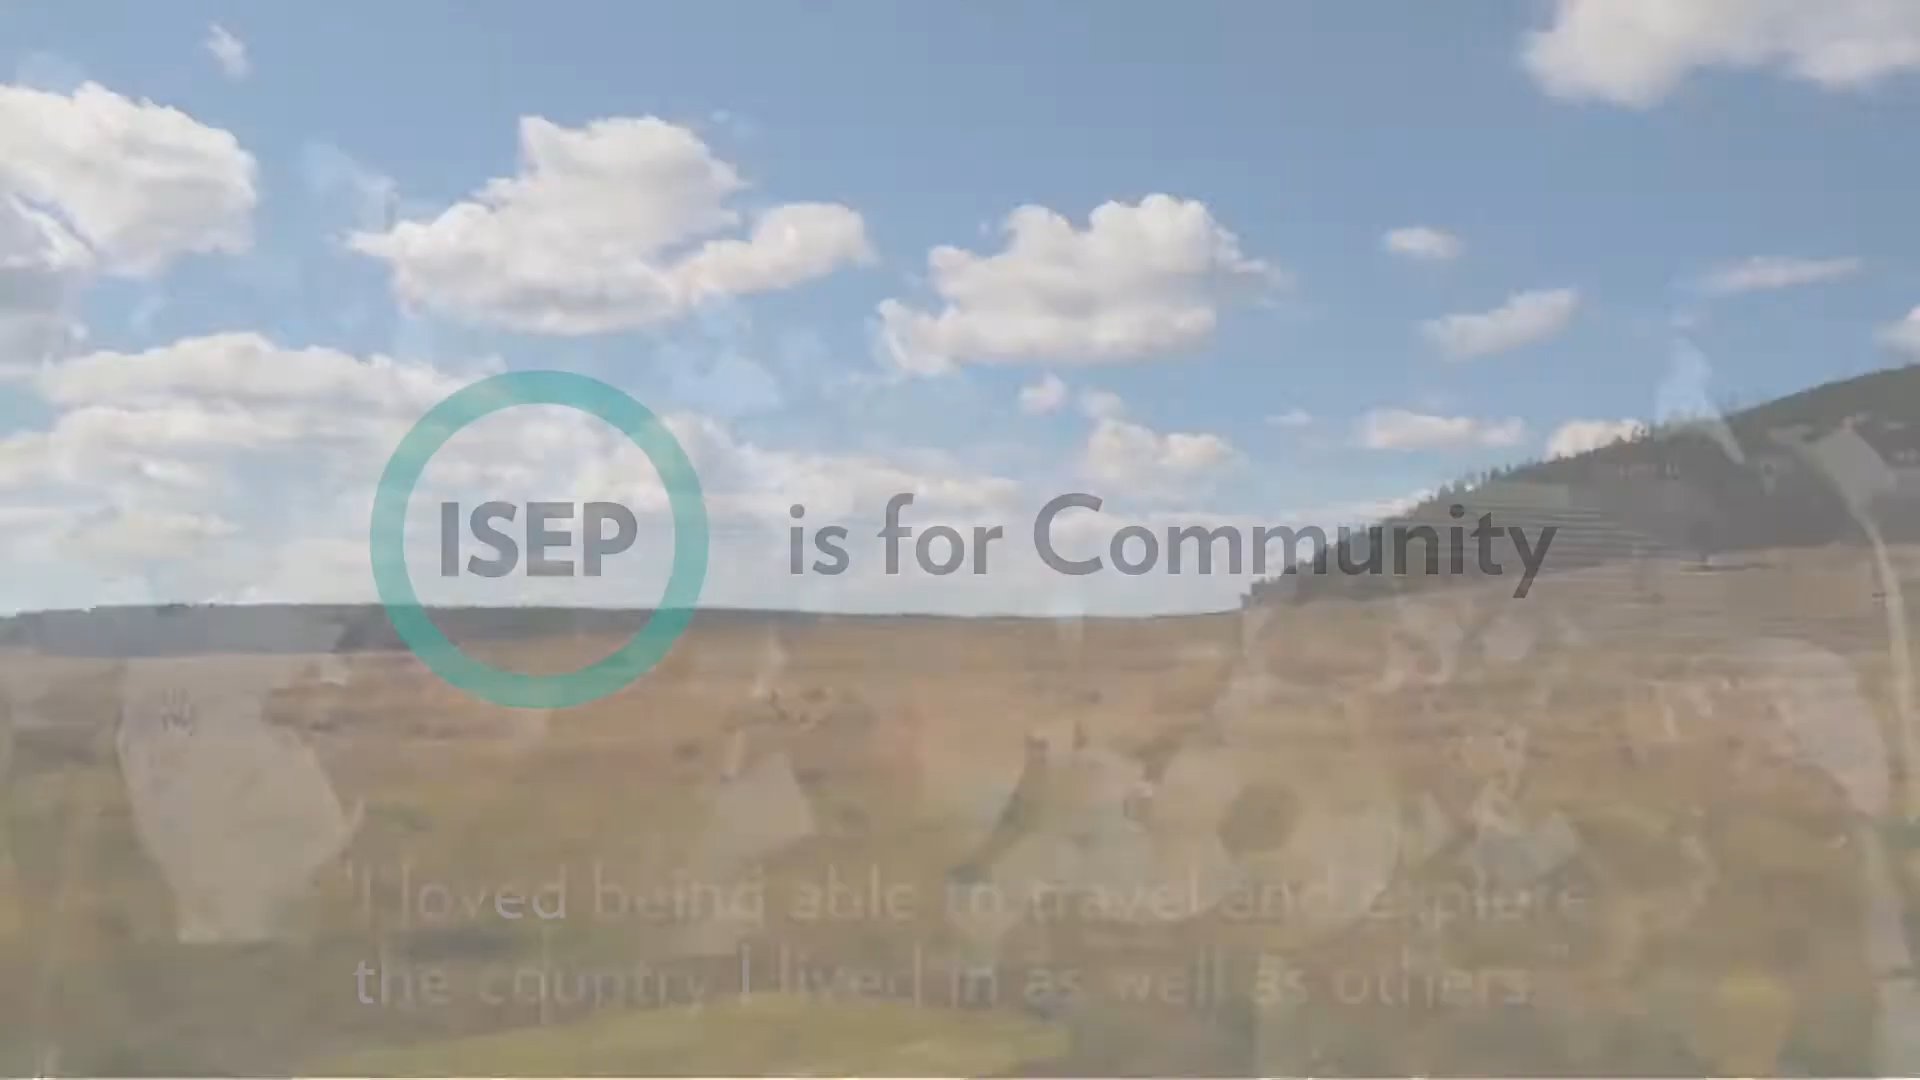 ISEP is for Community
'I loved being able to travel and explore
the country I lived in as well as others.